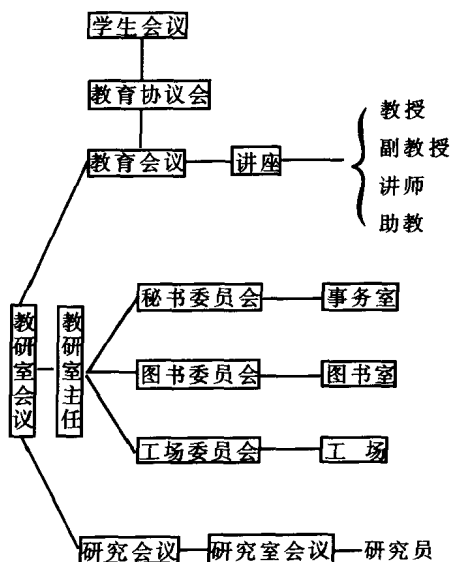 学生会议
教育协议会
教育会议
讲座
教授
副教授
讲师
助教
教研室会议
教研室主任
秘书委员会
事务室
图书委员会
图书室
工场委员会
工场
研究会议
研究室会议
研究员